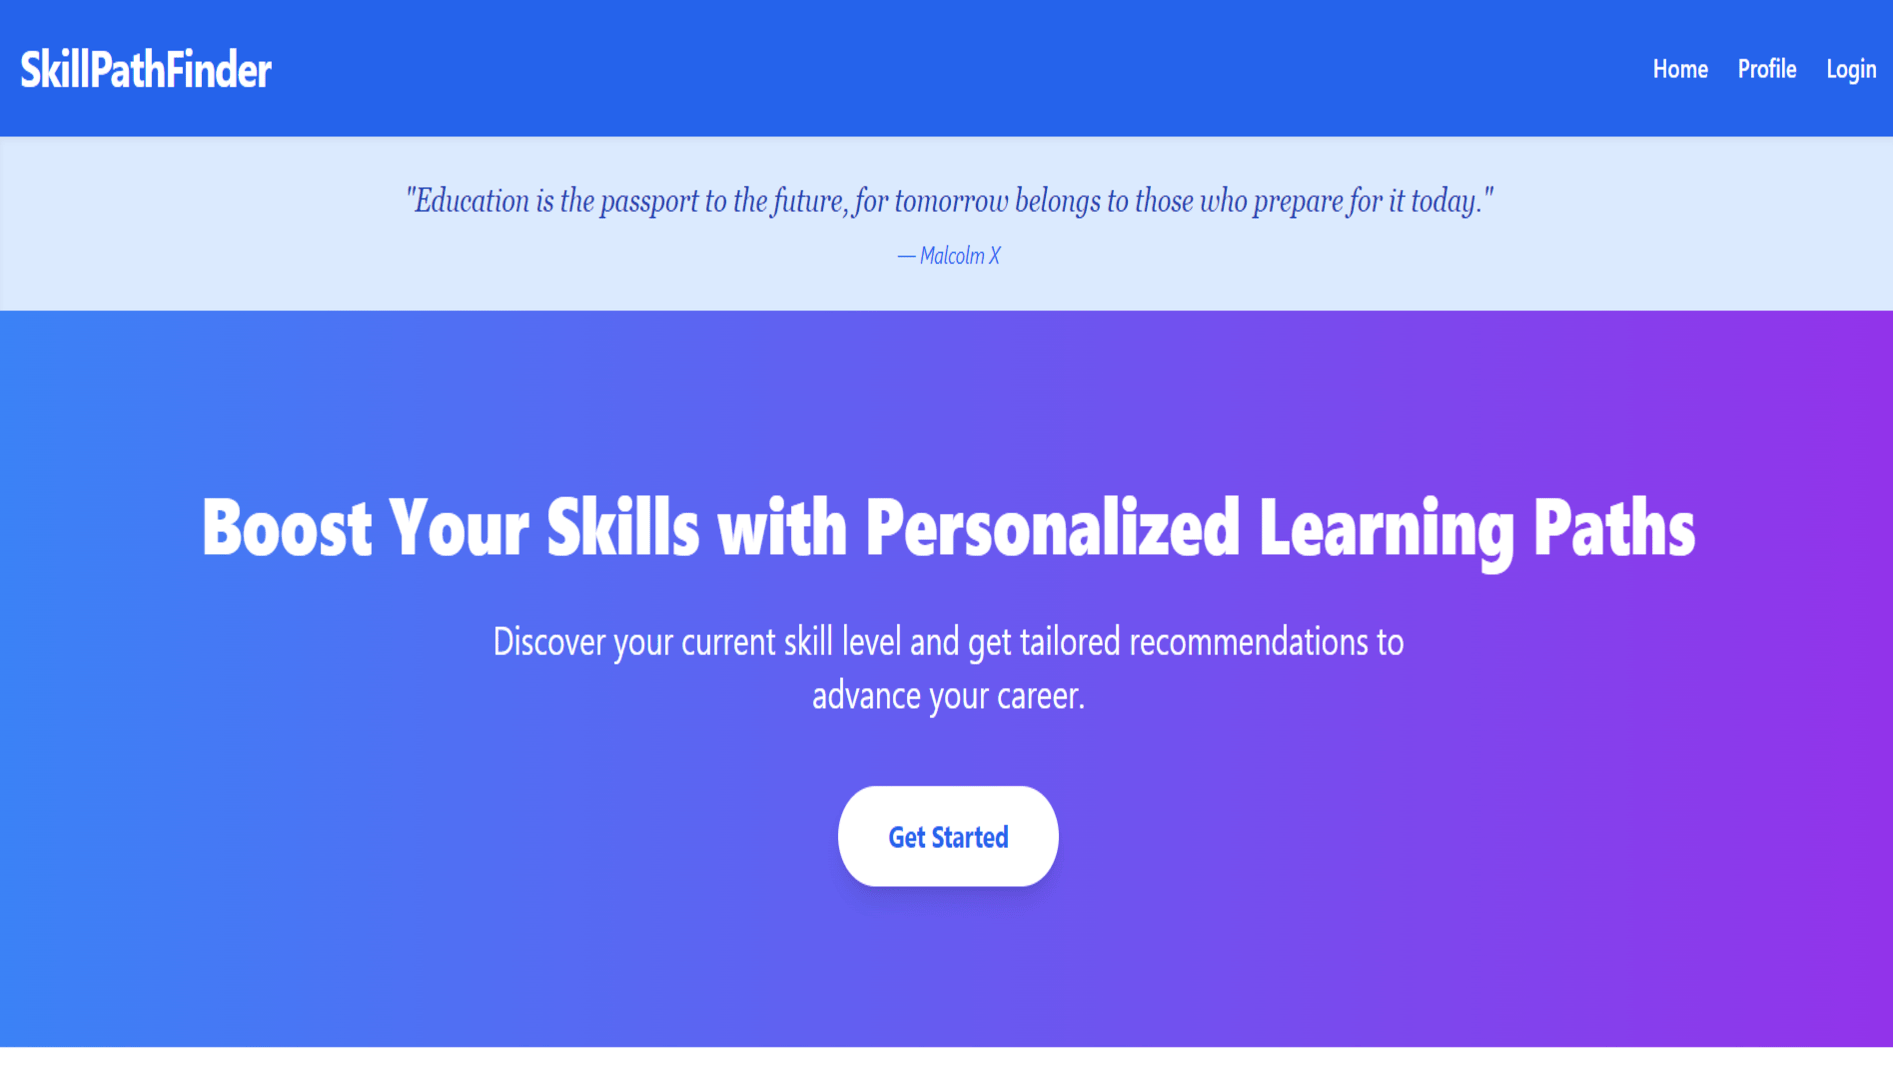 SkillPathFinder
Home Profile Login
"Education is the passport to the future, for tomorrow belongs to those who prepare for it today."
— Malcolm X
Boost Your Skills with Personalized Learning Paths
Discover your current skill level and get tailored recommendations to
advance your career.
Get Started